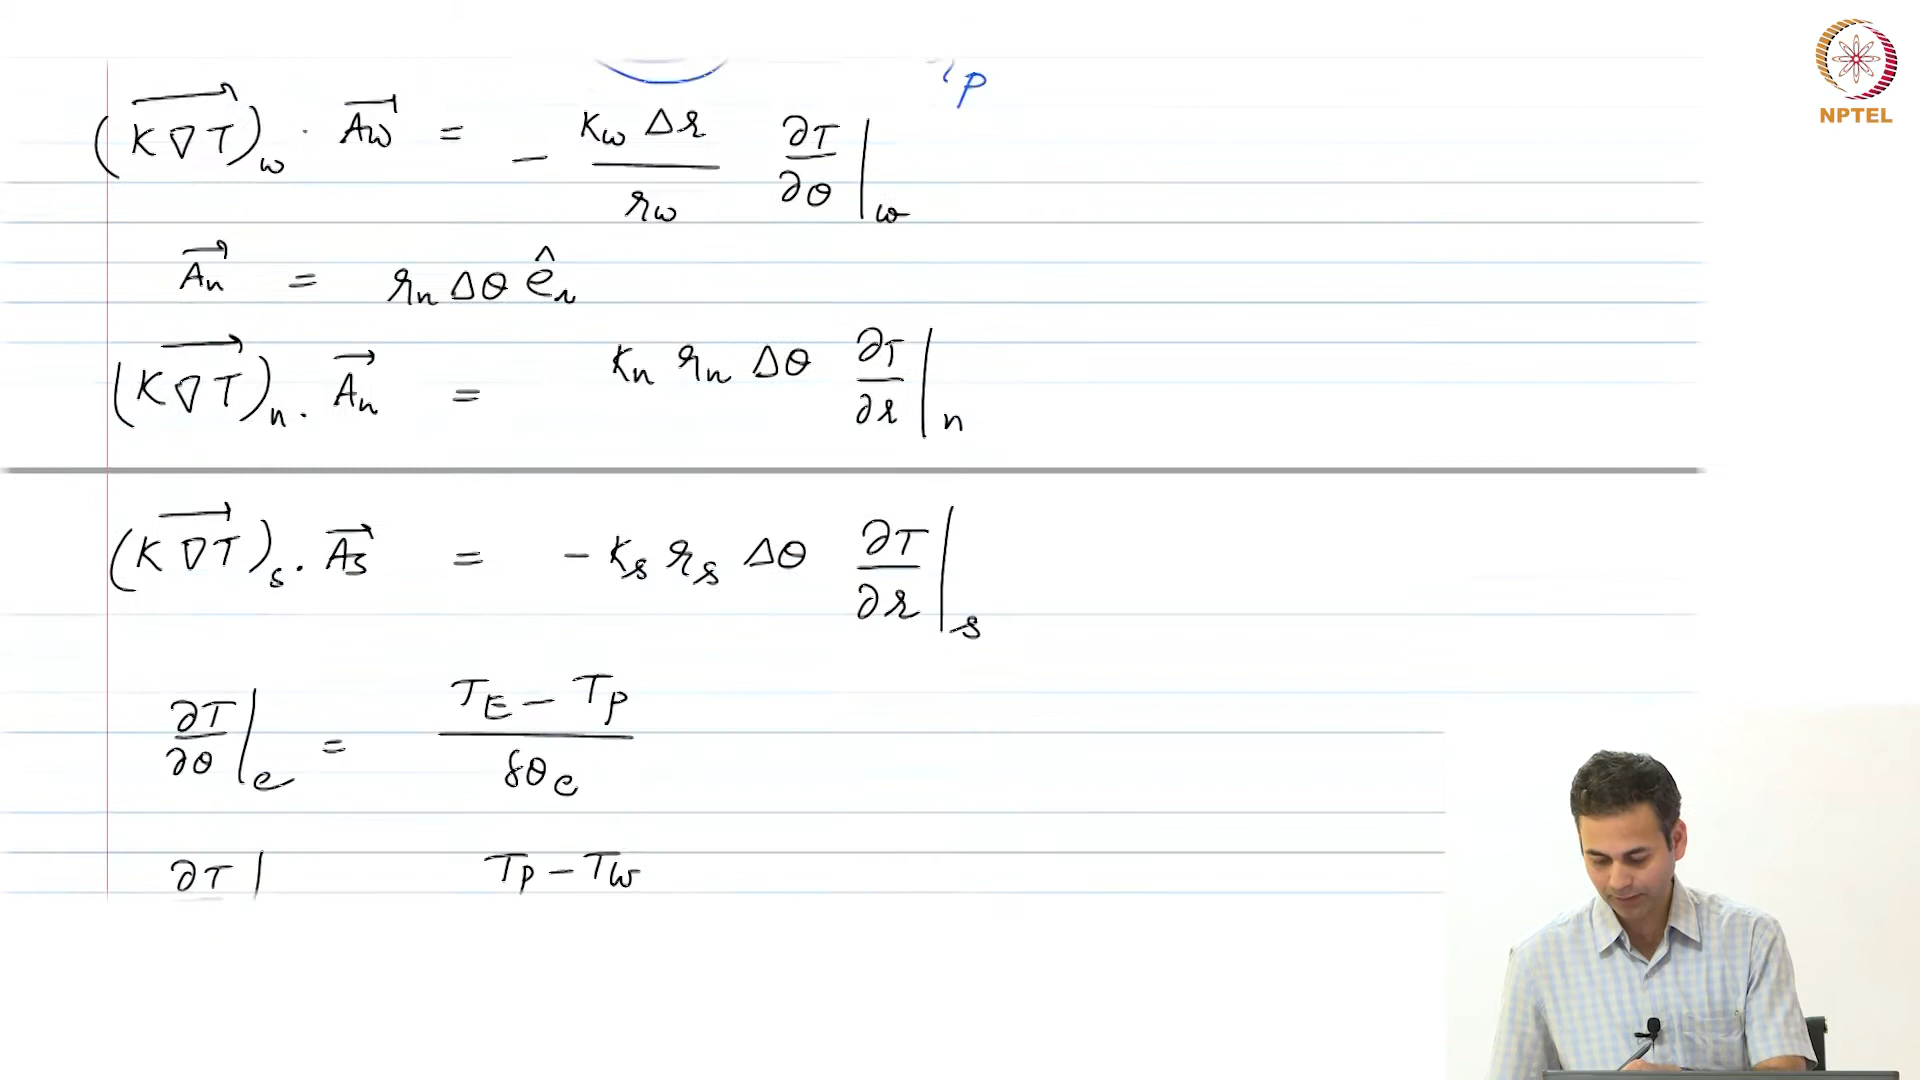 P
NPTEL
(K∇T)_w · A_w = - K_w Δr / r_w ∂T/∂θ |_w
A_n = r_n Δθ ê_r
(K∇T)_n · A_n = K_n r_n Δθ ∂T/∂r |_n
(K∇T)_s · A_s = - K_s r_s Δθ ∂T/∂r |_s
∂T/∂θ |_e = T_E - T_P / δθ_e
∂T | T_P - T_W